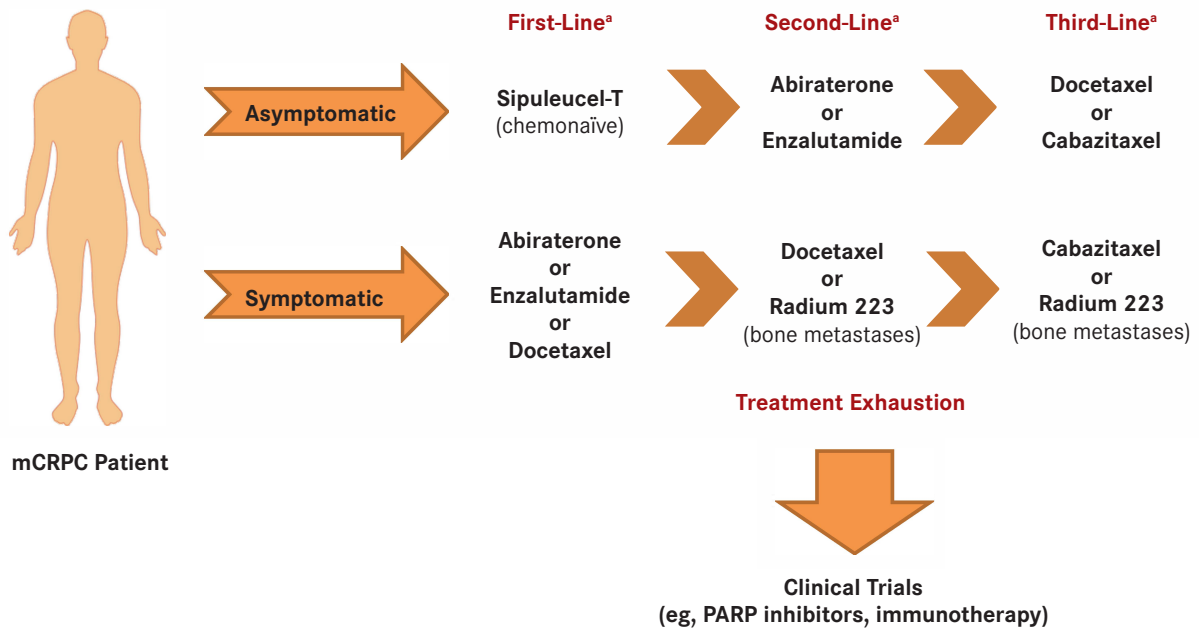 First-Lineᵃ
Second-Lineᵃ
Third-Lineᵃ
Asymptomatic
Sipuleucel-T
(chemonaïve)
Abiraterone
or
Enzalutamide
Docetaxel
or
Cabazitaxel
Symptomatic
Abiraterone
or
Enzalutamide
or
Docetaxel
Docetaxel
or
Radium 223
(bone metastases)
Cabazitaxel
or
Radium 223
(bone metastases)
mCRPC Patient
Treatment Exhaustion
Clinical Trials
(eg, PARP inhibitors, immunotherapy)